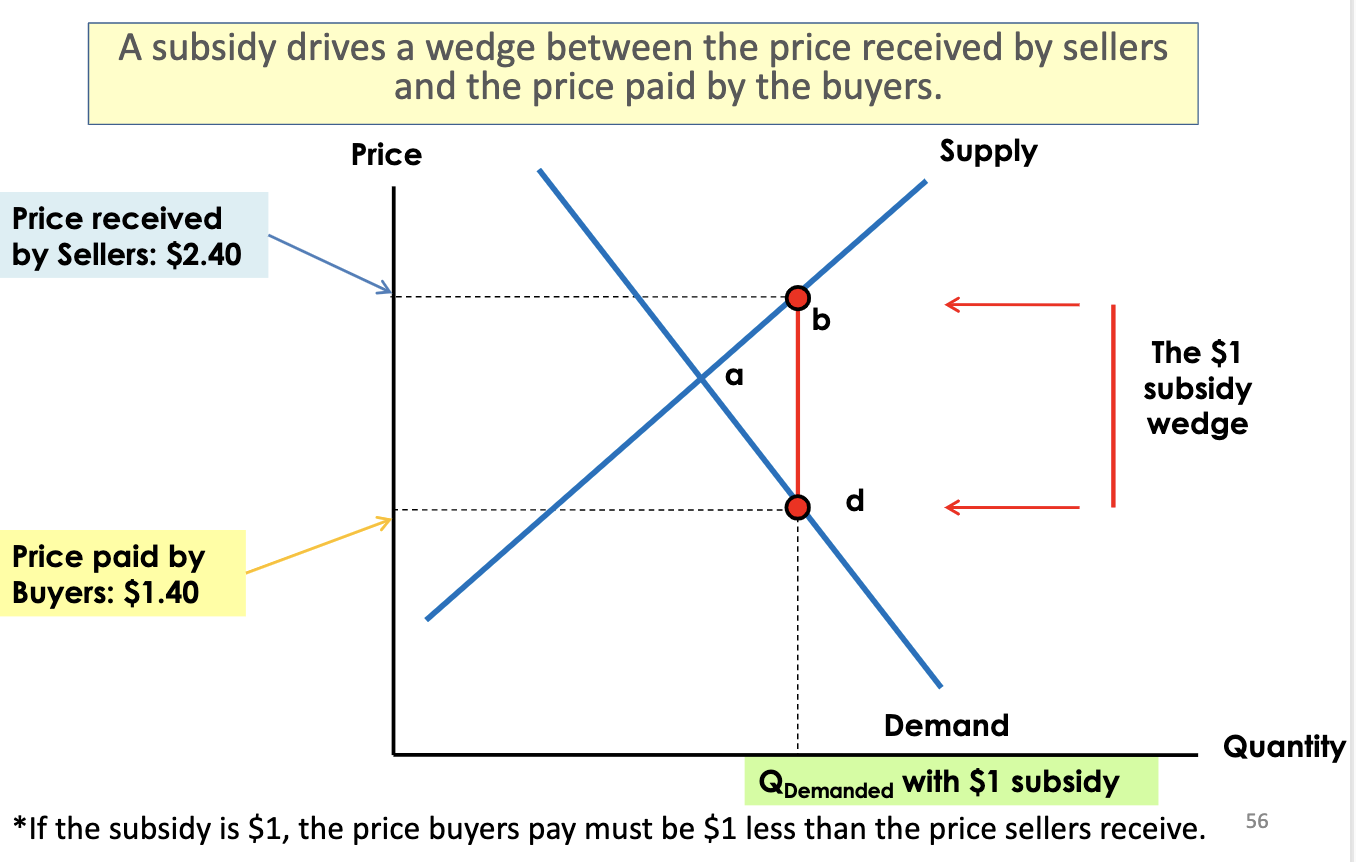 A subsidy drives a wedge between the price received by sellers
and the price paid by the buyers.
Price
Supply
Price received
by Sellers: $2.40
b
The $1
subsidy
wedge
a
d
Price paid by
Buyers: $1.40
Demand
Quantity
QDemanded with $1 subsidy
*If the subsidy is $1, the price buyers pay must be $1 less than the price sellers receive.
56